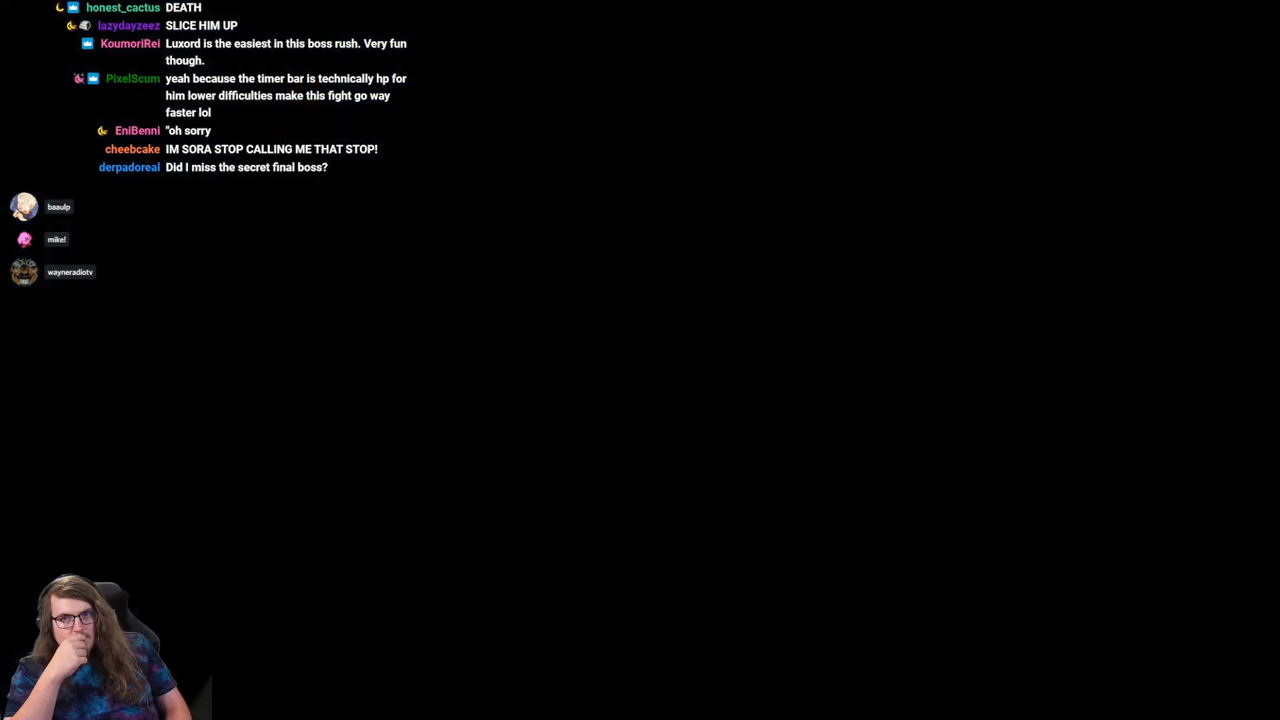 honest_cactus DEATH
lazydayzeez SLICE HIM UP
KoumoriRei Luxord is the easiest in this boss rush. Very fun
though.
PixelScum yeah because the timer bar is technically hp for
him lower difficulties make this fight go way
faster lol
EniBenni "oh sorry
cheebcake IM SORA STOP CALLING ME THAT STOP!
derpadoreal Did I miss the secret final boss?
baaulp
mike!
wayneradiotv